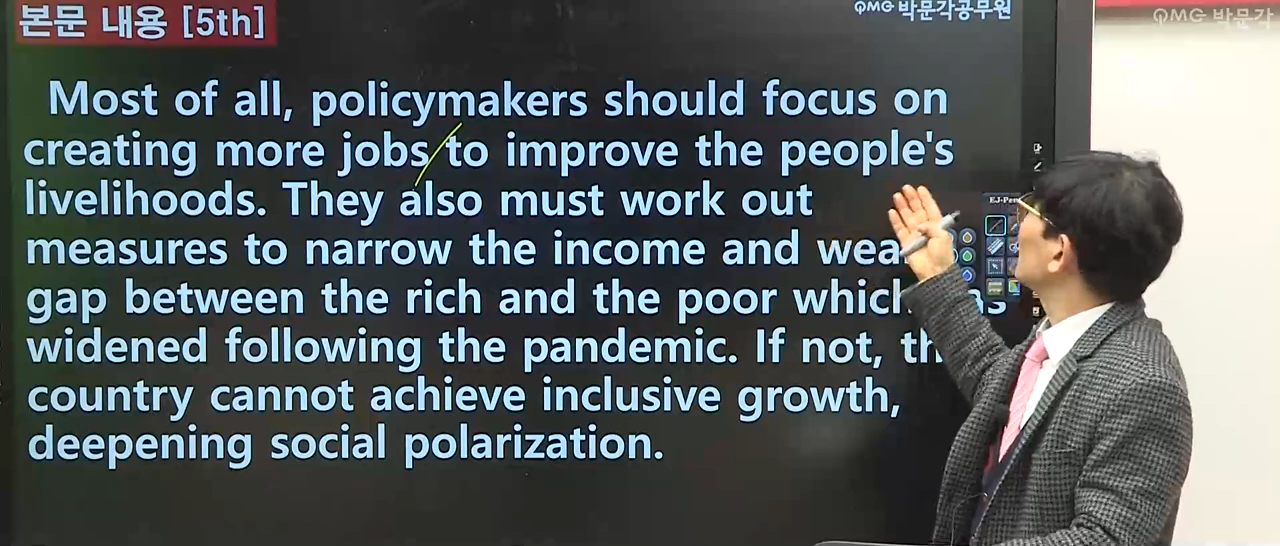 본문 내용 [5th]
QMG 박문각공무원
QMG 박문각
Most of all, policymakers should focus on
creating more jobs to improve the people's
livelihoods. They also must work out
measures to narrow the income and
gap between the rich and the poor which
widened following the pandemic. If not,
country cannot achieve inclusive growth,
deepening social polarization.